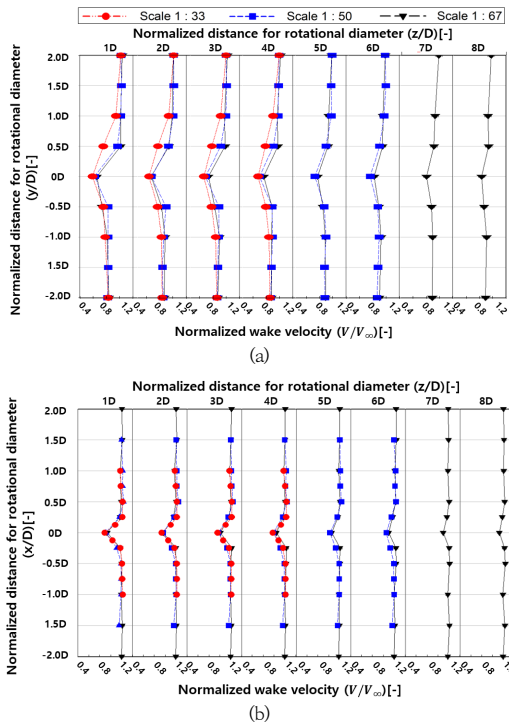 Scale 1 : 33 Scale 1 : 50 Scale 1 : 67
Normalized distance for rotational diameter (z/D)[-]
1D 2D 3D 4D 5D 6D 7D 8D
Normalized distance for rotational diameter
(y/D)[-]
2.0D
1.5D
1.0D
0.5D
0D
-0.5D
-1.0D
-1.5D
-2.0D
0.4 0.8 1.2 0.4 0.8 1.2 0.4 0.8 1.2 0.4 0.8 1.2 0.4 0.8 1.2 0.4 0.8 1.2 0.4 0.8 1.2 0.4 0.8 1.2
Normalized wake velocity (V/V∞)[-]
(a)
Normalized distance for rotational diameter (z/D)[-]
1D 2D 3D 4D 5D 6D 7D 8D
Normalized distance for rotational diameter
(x/D)[-]
2.0D
1.5D
1.0D
0.5D
0D
-0.5D
-1.0D
-1.5D
-2.0D
0.4 0.8 1.2 0.4 0.8 1.2 0.4 0.8 1.2 0.4 0.8 1.2 0.4 0.8 1.2 0.4 0.8 1.2 0.4 0.8 1.2 0.4 0.8 1.2
Normalized wake velocity (V/V∞)[-]
(b)